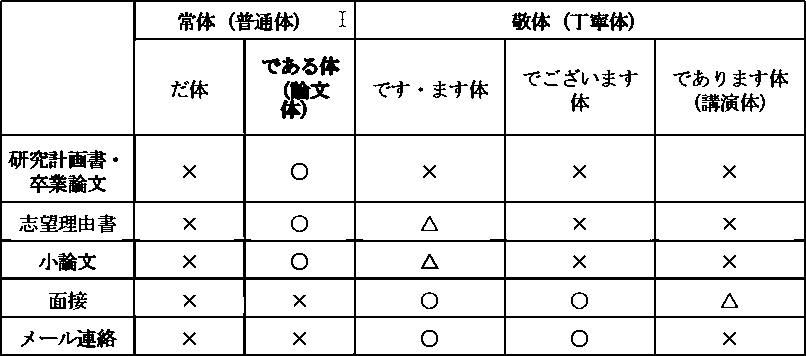 常体（普通体） 敬体（丁寧体）
だ体 である体（論文体） です・ます体 でございます体 であります体（講演体）
研究計画書・卒業論文 × ○ × × ×
志望理由書 × ○ △ × ×
小論文 × ○ △ × ×
面接 × × ○ ○ △
メール連絡 × × ○ ○ ×